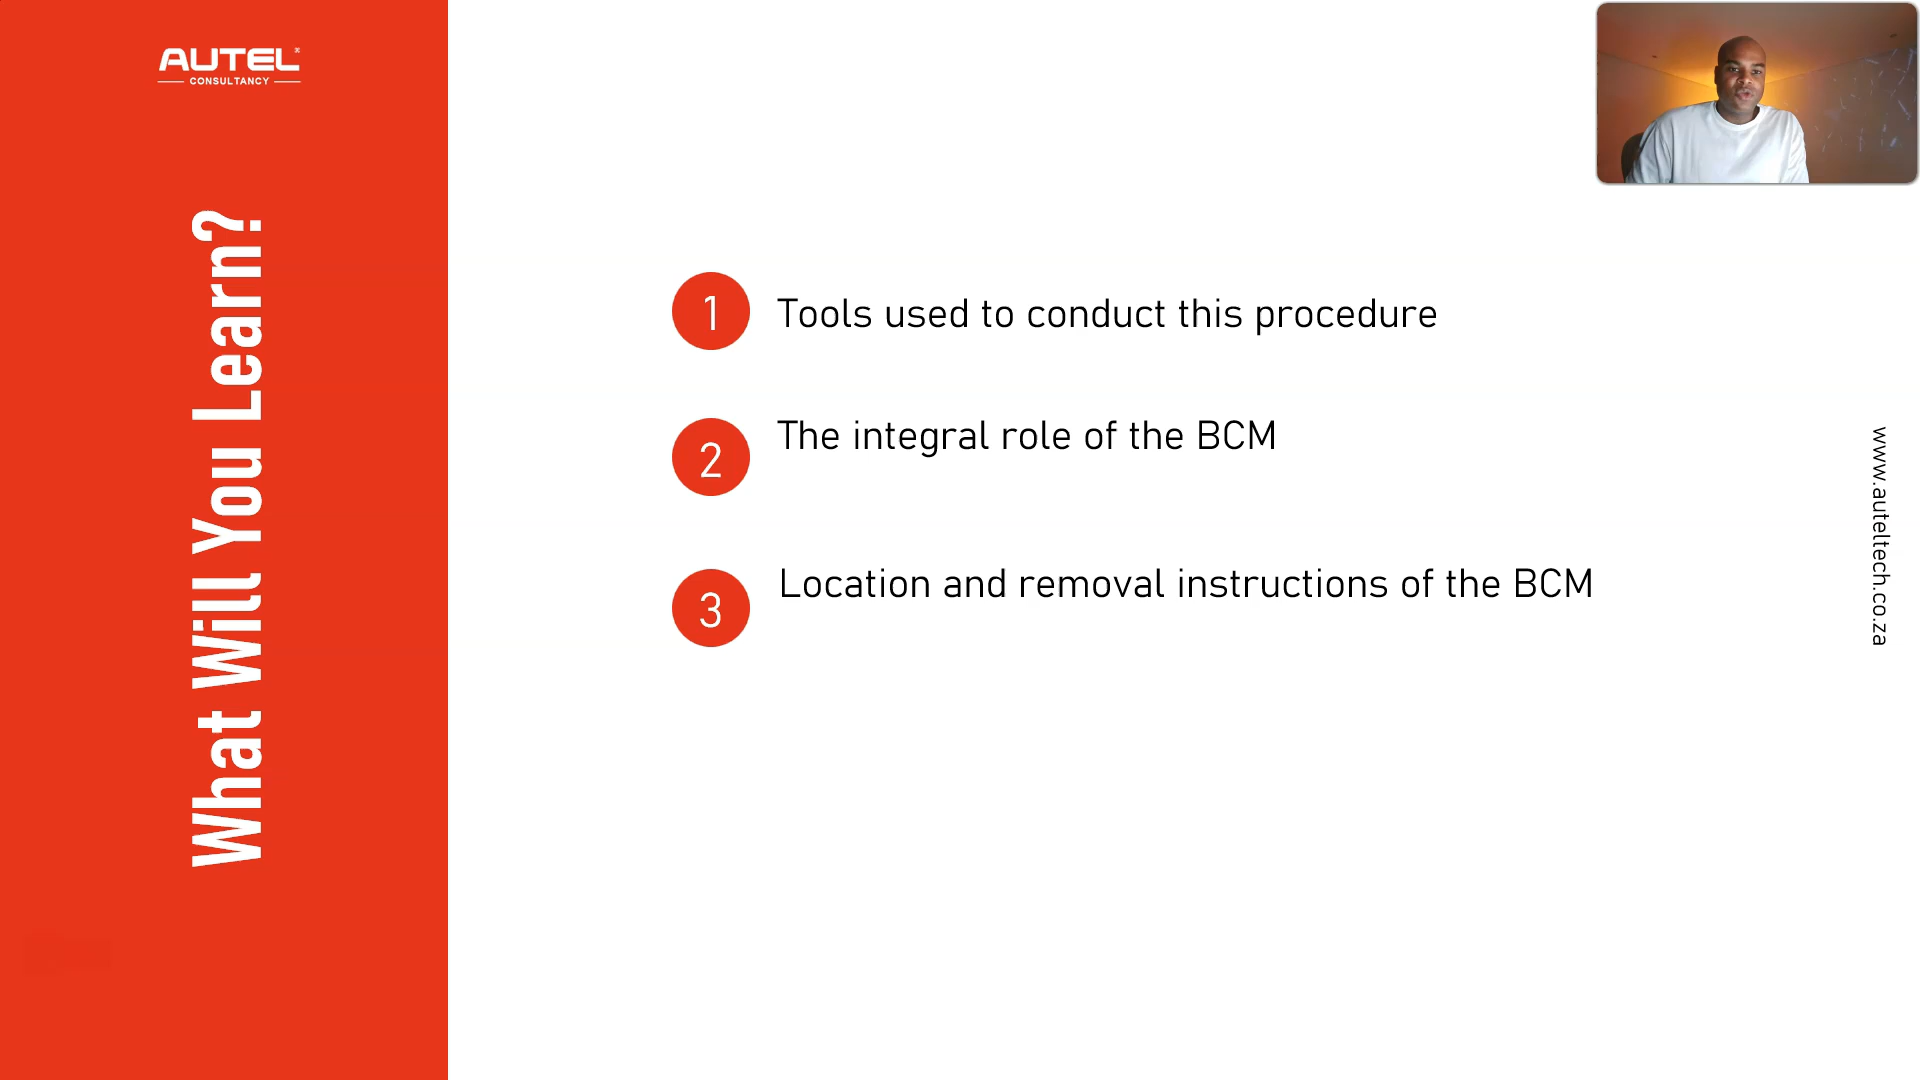 AUTEL®
CONSULTANCY
What Will You Learn?
1 Tools used to conduct this procedure
2 The integral role of the BCM
3 Location and removal instructions of the BCM
www.auteltech.co.za